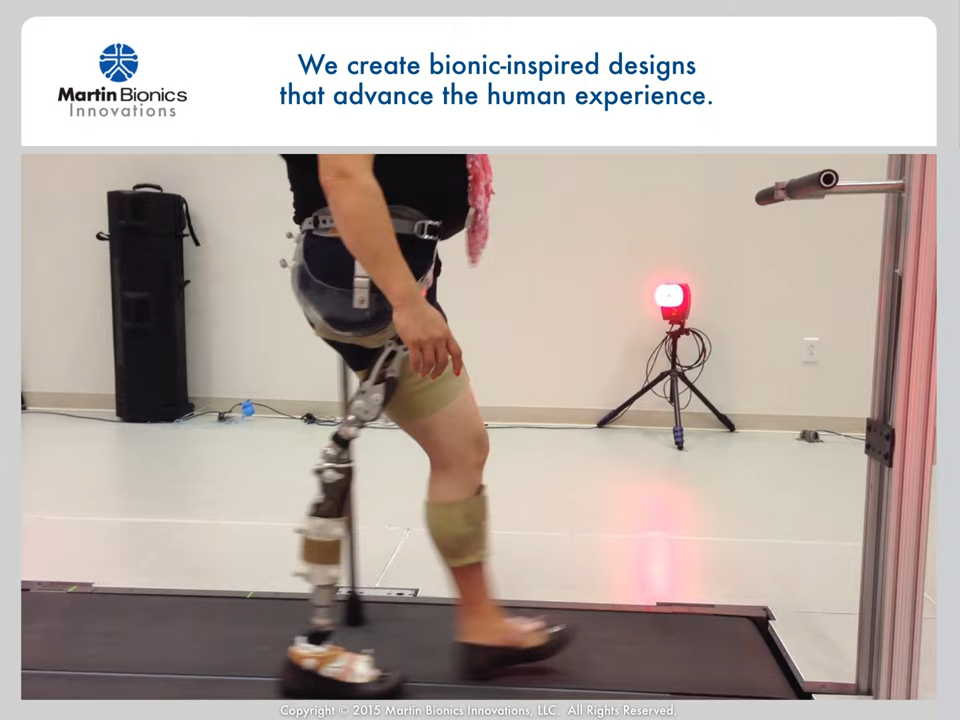 We create bionic-inspired designs
that advance the human experience.
Martin Bionics
Innovations
Copyright © 2015 Martin Bionics Innovations, LLC. All Rights Reserved.